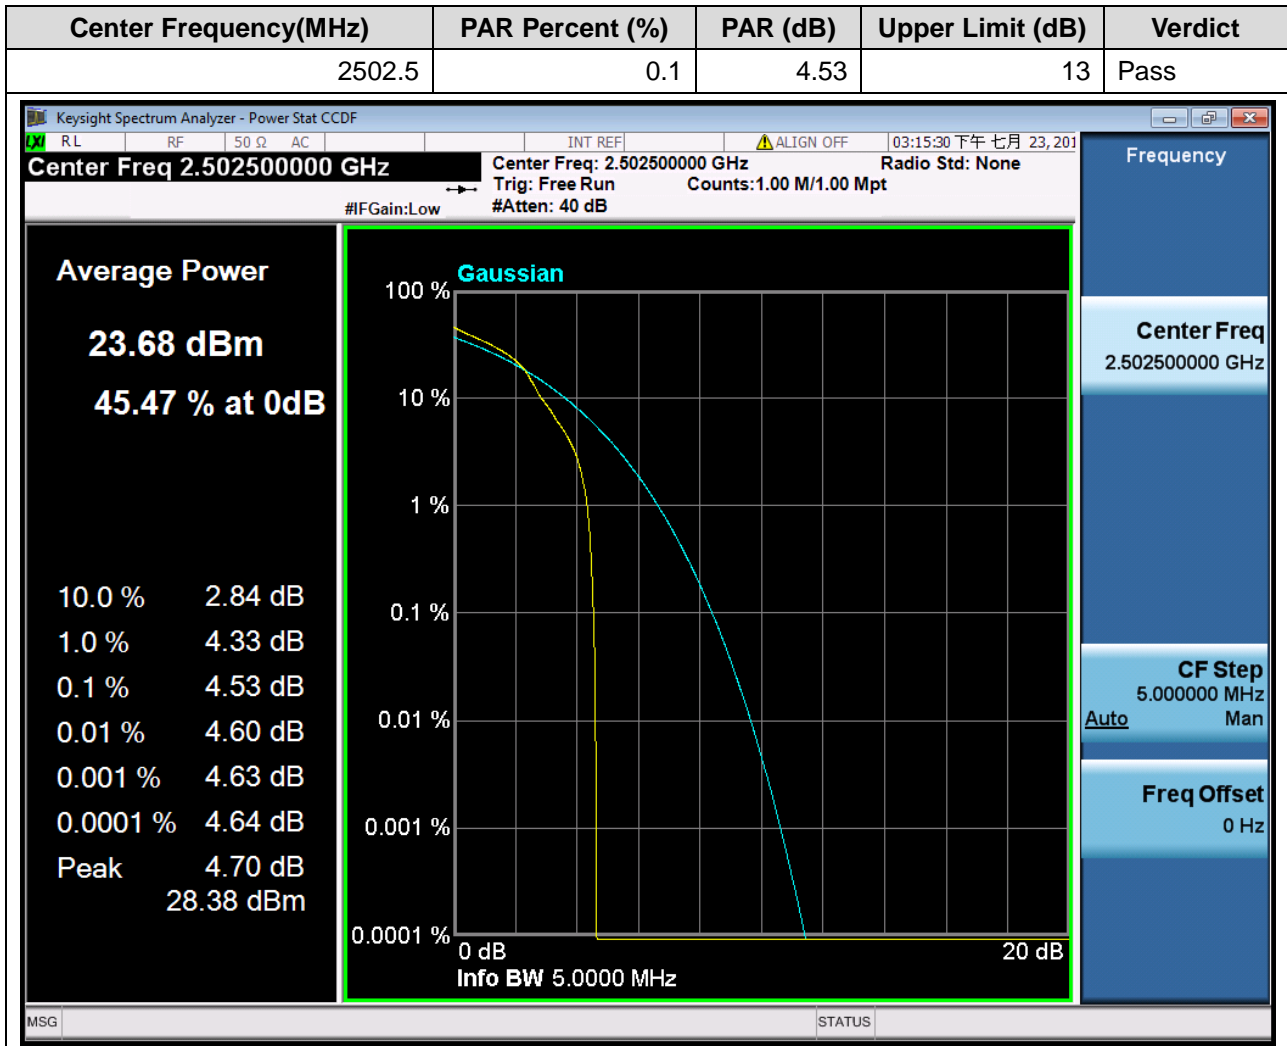 Center Frequency(MHz) PAR Percent (%) PAR (dB) Upper Limit (dB) Verdict
2502.5 0.1 4.53 13 Pass
Keysight Spectrum Analyzer - Power Stat CCDF
LXI RL RF 50 Ω AC INT REF ALIGN OFF 03:15:30 下午 七月 23, 201
Center Freq 2.502500000 GHz
Center Freq: 2.502500000 GHz Radio Std: None
Trig: Free Run Counts:1.00 M/1.00 Mpt
#IFGain:Low #Atten: 40 dB
Average Power
23.68 dBm
45.47 % at 0dB
10.0 % 2.84 dB
1.0 % 4.33 dB
0.1 % 4.53 dB
0.01 % 4.60 dB
0.001 % 4.63 dB
0.0001 % 4.64 dB
Peak 4.70 dB
28.38 dBm
Gaussian
100 %
10 %
1 %
0.1 %
0.01 %
0.001 %
0.0001 %
0 dB 20 dB
Info BW 5.0000 MHz
Frequency
Center Freq
2.502500000 GHz
CF Step
5.000000 MHz
Auto Man
Freq Offset
0 Hz
MSG STATUS